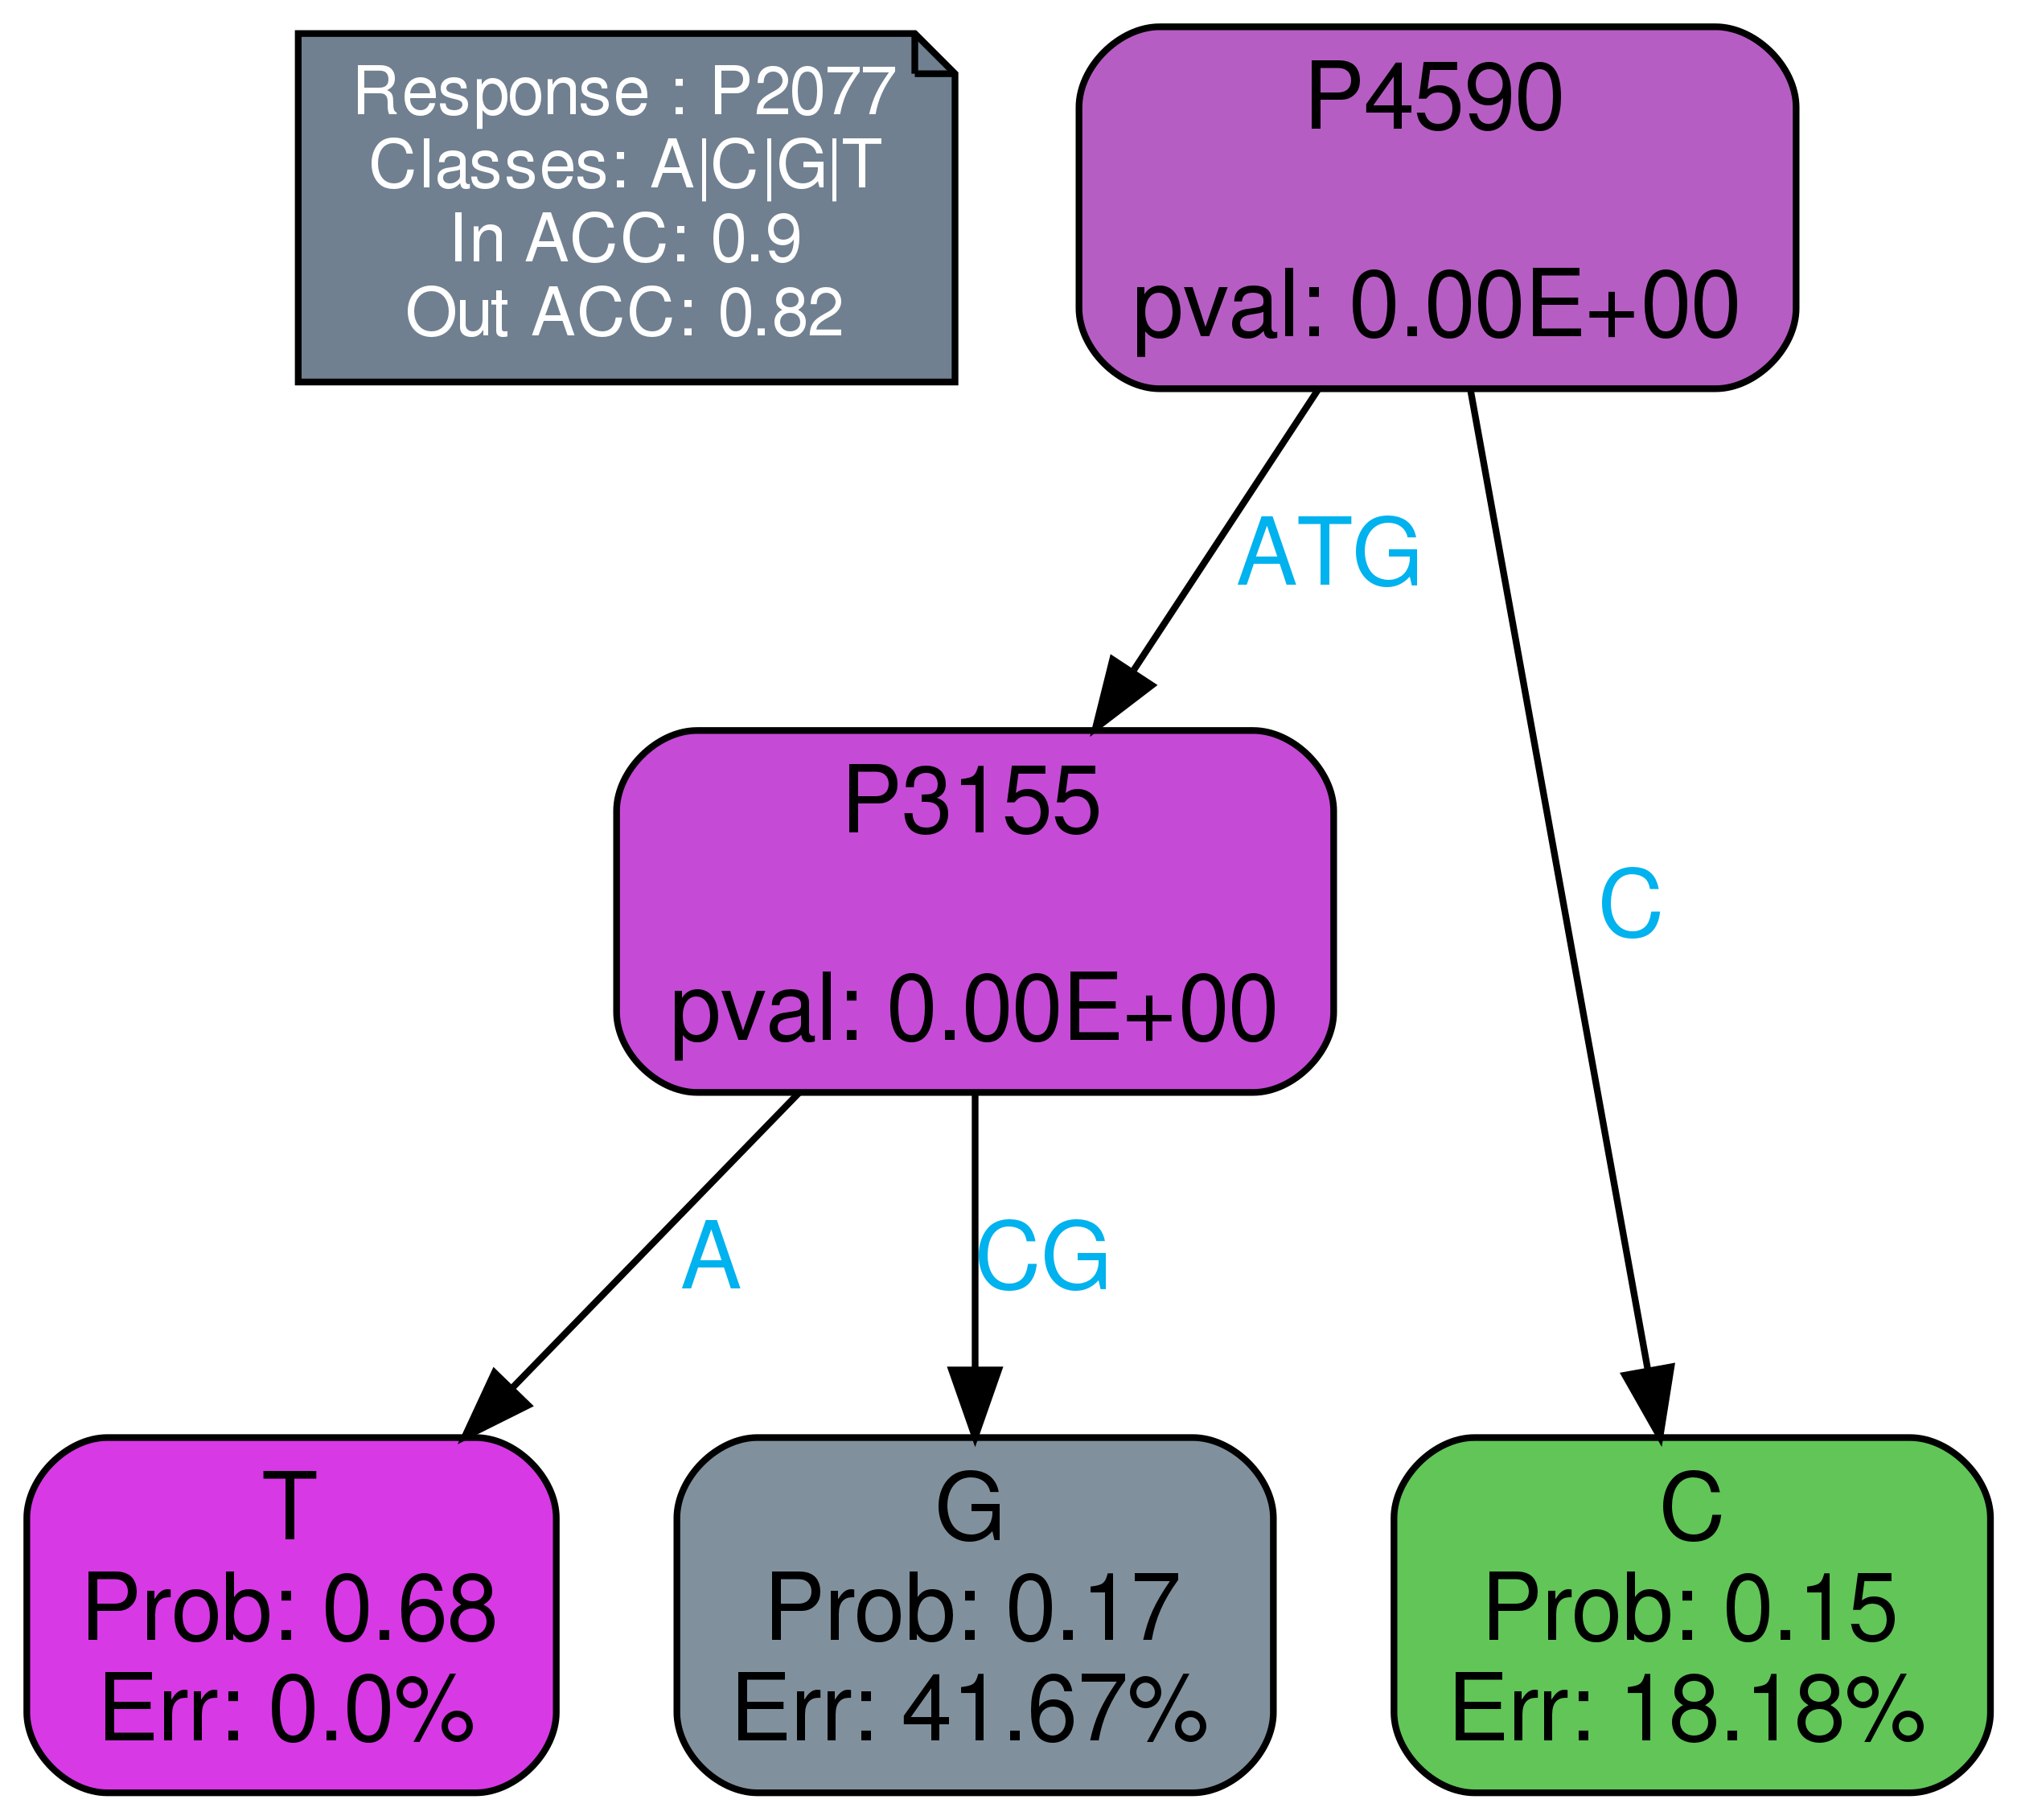 Response : P2077
Classes: A|C|G|T
In ACC: 0.9
Out ACC: 0.82
P4590
pval: 0.00E+00
ATG
C
P3155
pval: 0.00E+00
A
CG
T
Prob: 0.68
Err: 0.0%
G
Prob: 0.17
Err: 41.67%
C
Prob: 0.15
Err: 18.18%